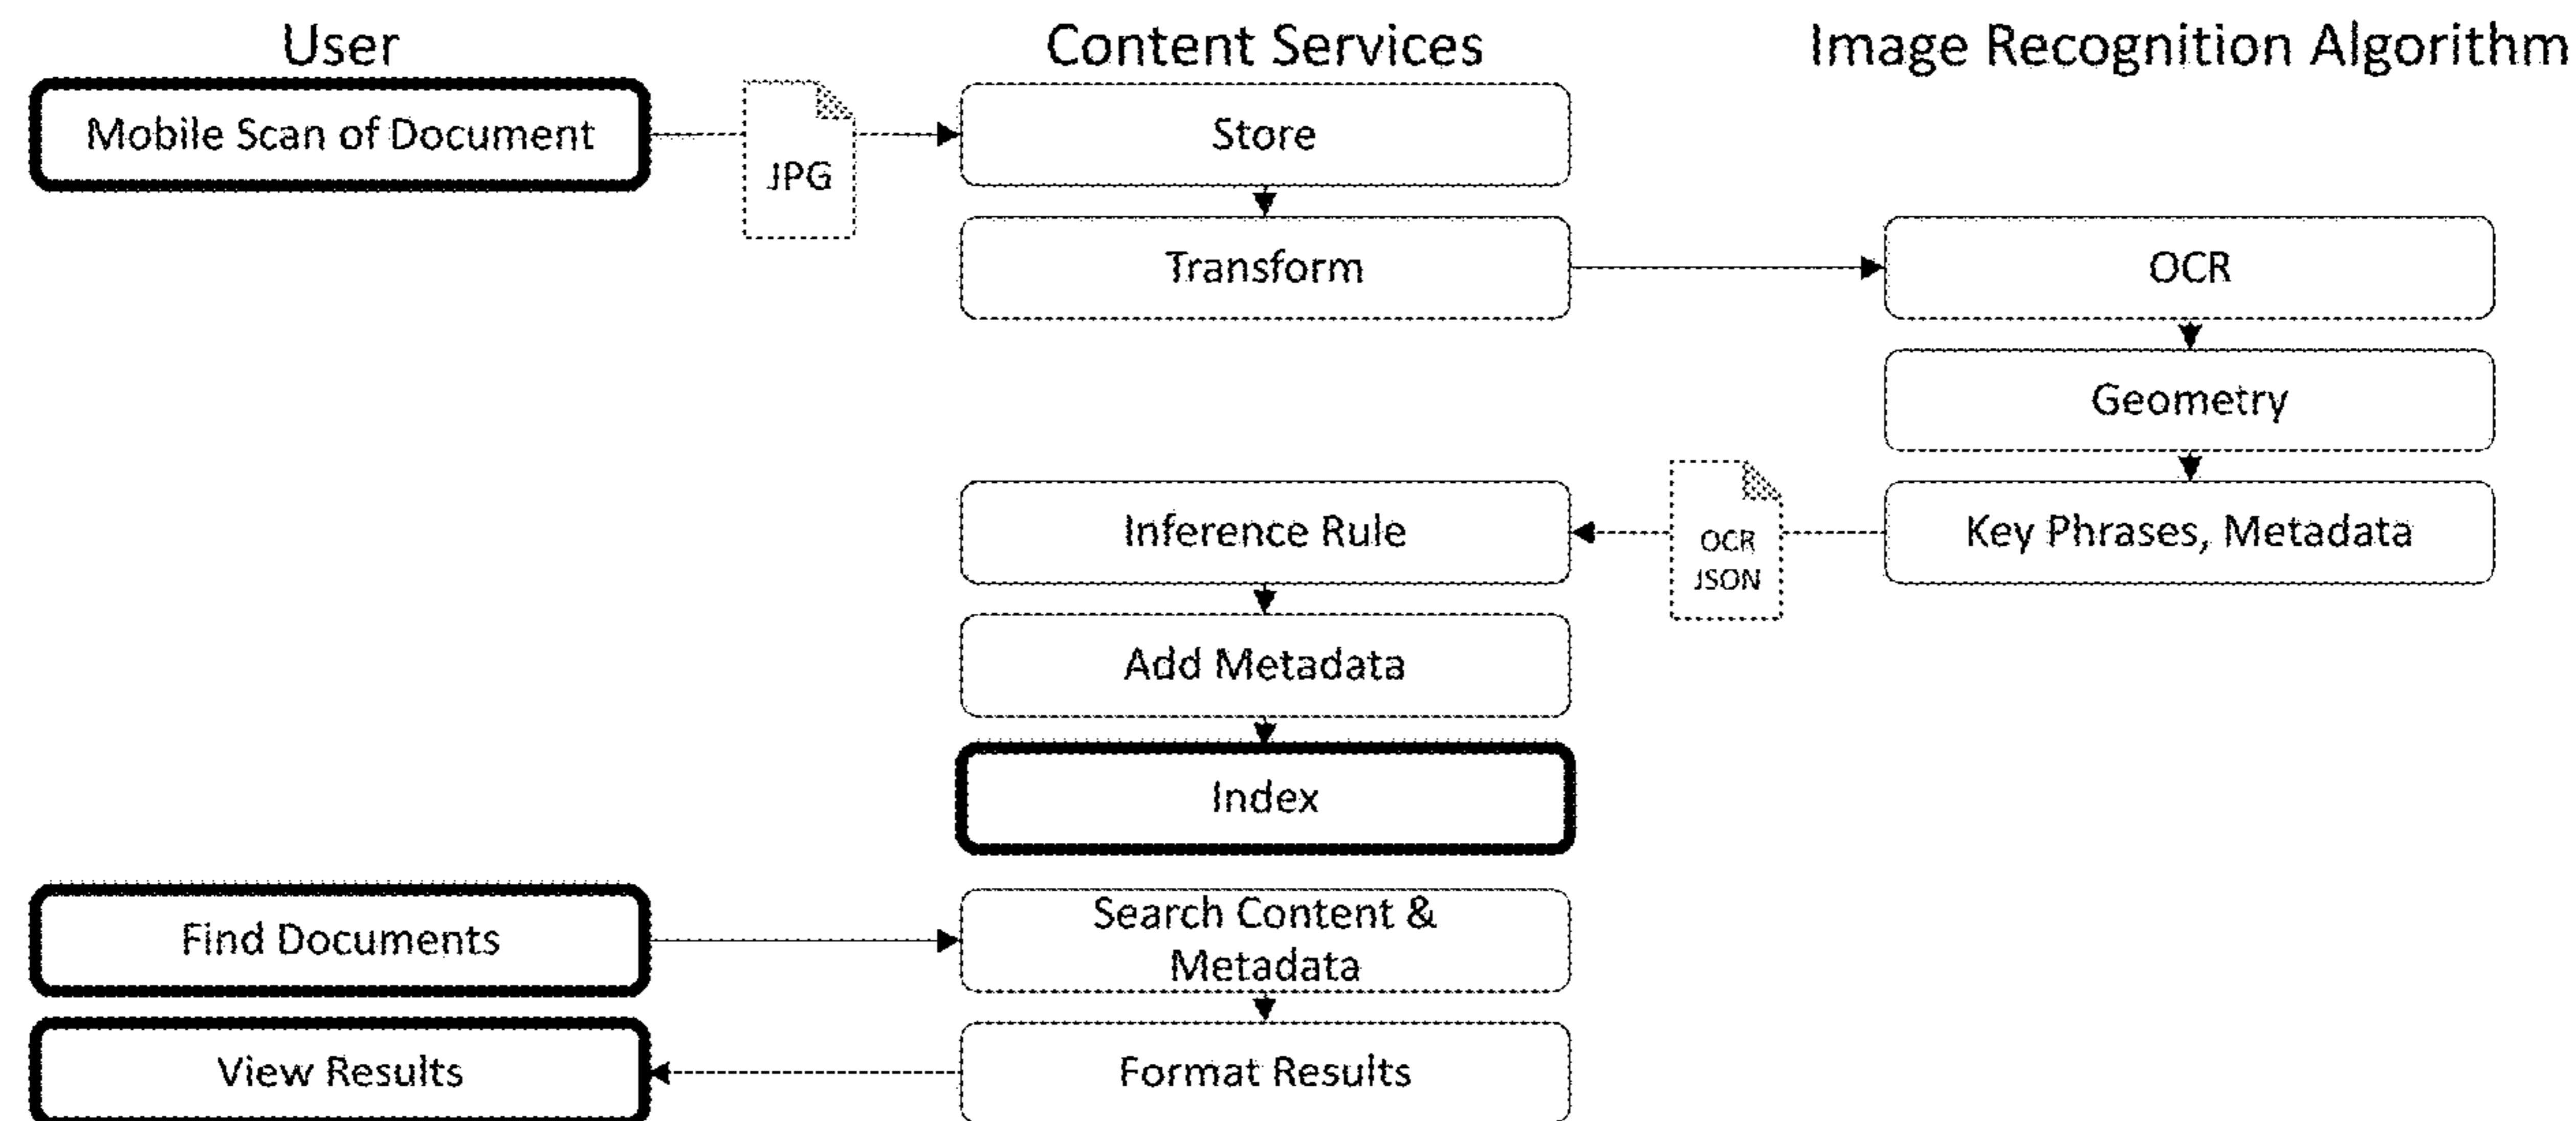 User
Content Services
Image Recognition Algorithm
Mobile Scan of Document
JPG
Store
Transform
OCR
Geometry
Inference Rule
OCR
JSON
Key Phrases, Metadata
Add Metadata
Index
Find Documents
Search Content &
Metadata
View Results
Format Results